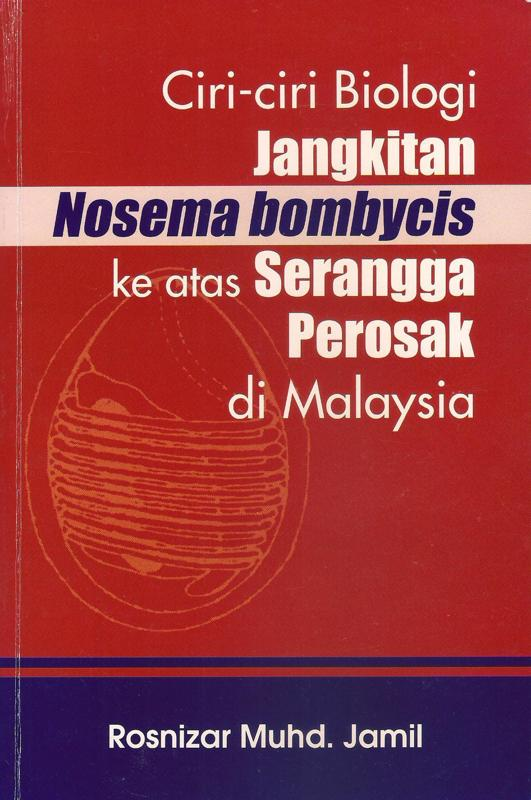 Ciri-ciri Biologi
Jangkitan
Nosema bombycis
ke atas Serangga
Perosak
di Malaysia
Rosnizar Muhd. Jamil